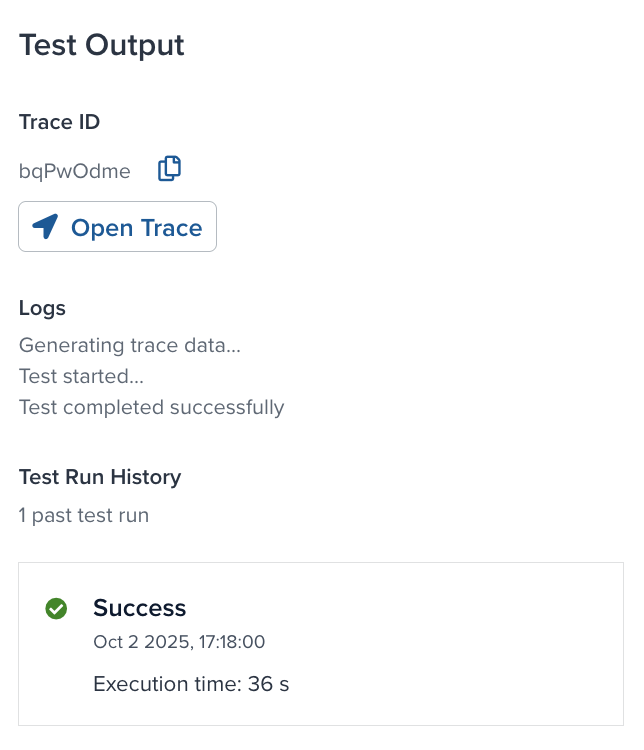 Test Output
Trace ID
bqPwOdme
Open Trace
Logs
Generating trace data...
Test started...
Test completed successfully
Test Run History
1 past test run
Success
Oct 2 2025, 17:18:00
Execution time: 36 s